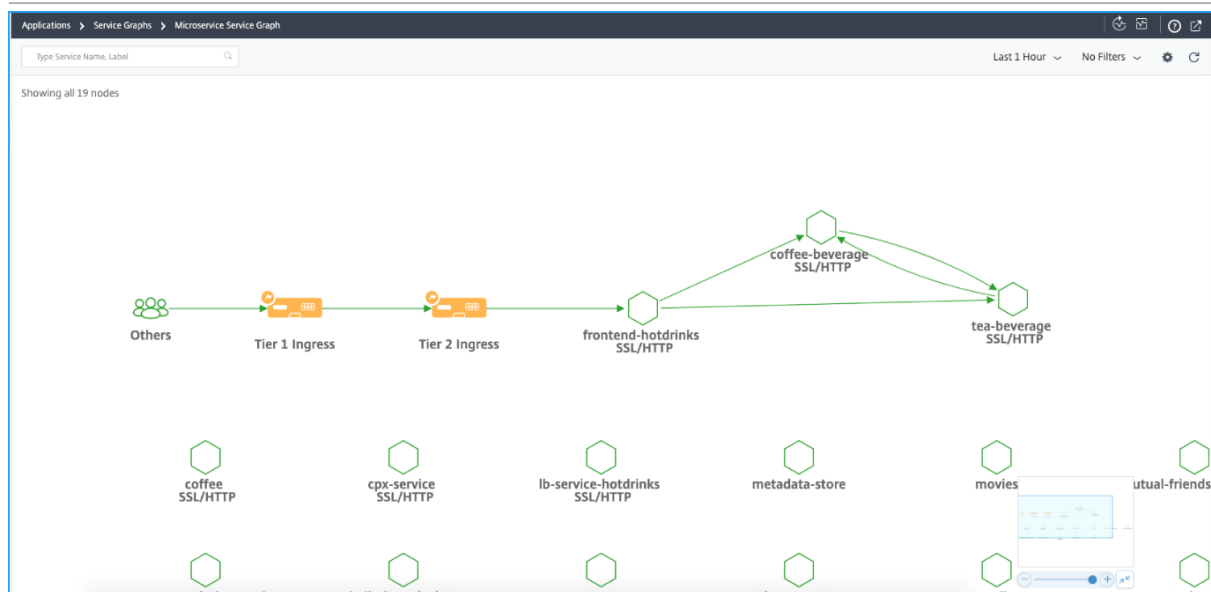 Applications > Service Graphs > Microservice Service Graph
Type Service Name, Label
Last 1 Hour
No Filters
Showing all 19 nodes
coffee-beverage
SSL/HTTP
Others
Tier 1 Ingress
Tier 2 Ingress
frontend-hotdrinks
SSL/HTTP
tea-beverage
SSL/HTTP
coffee
SSL/HTTP
cpx-service
SSL/HTTP
lb-service-hotdrinks
SSL/HTTP
metadata-store
movies
utual-friends